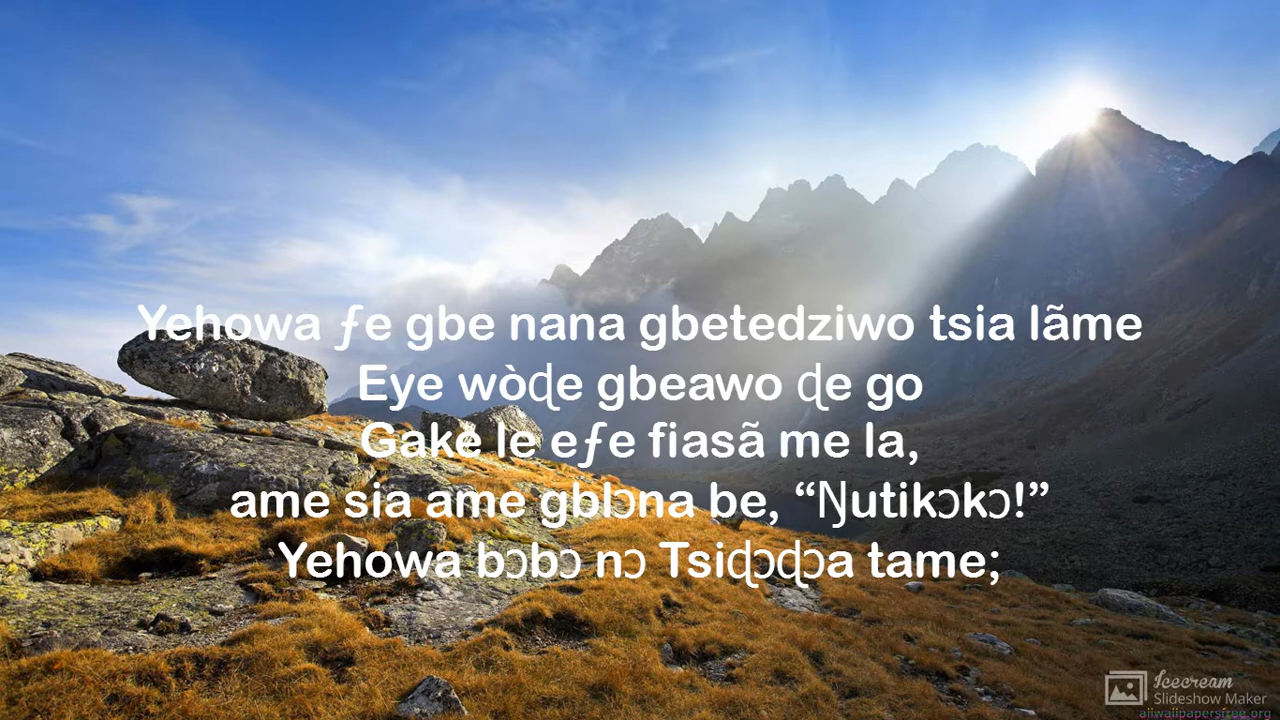 Yehowa ƒe gbe nana gbetedziwo tsia lãme
Eye wòɖe gbeawo ɖe go
Gake le eƒe fiasã me la,
ame sia ame gblɔna be, “Ŋutikɔkɔ!”
Yehowa bɔbɔ nɔ Tsiɖɔɖɔa tame;
Icecream
Slideshow Maker
allwallpapersfree.org